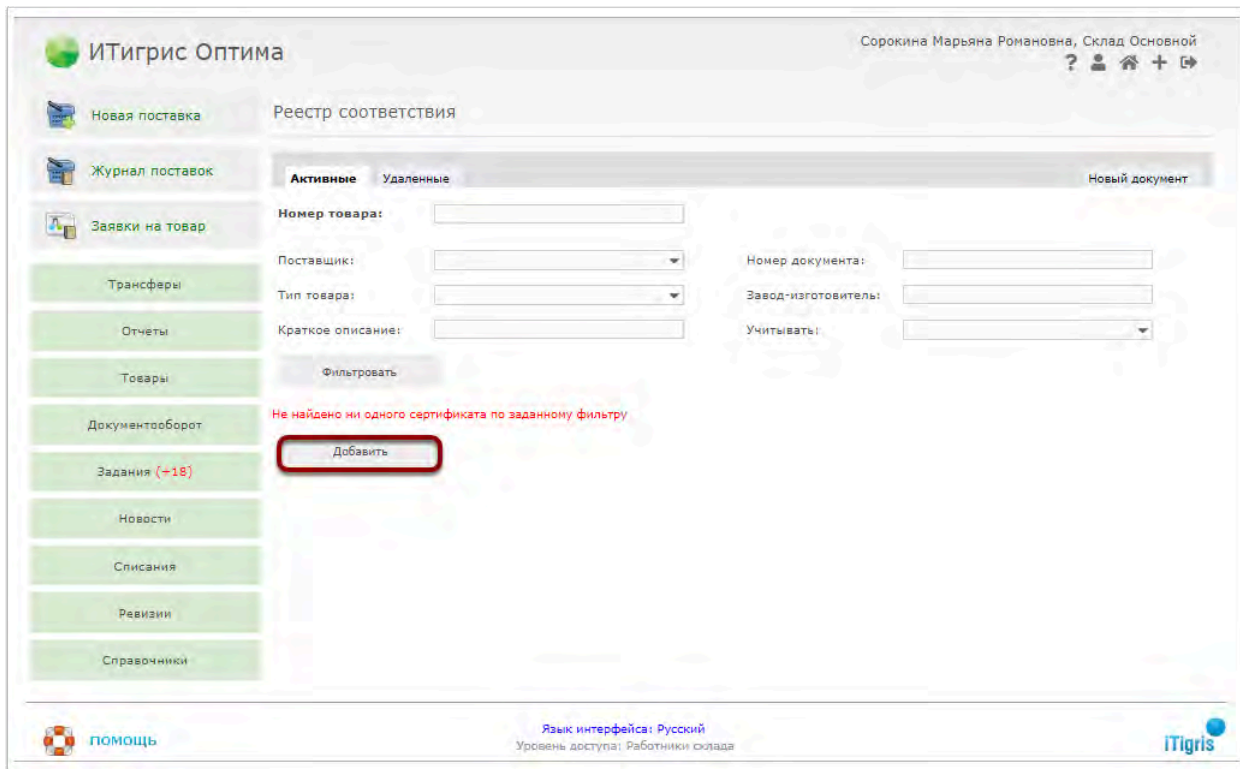 ИТигрис Оптима
Сорокина Марьяна Романовна, Склад Основной
Новая поставка
Журнал поставок
Заявки на товар
Трансферы
Отчеты
Товары
Документооборот
Задания (+18)
Новости
Списания
Ревизии
Справочники
Реестр соответствия
Активные Удаленные Новый документ
Номер товара:
Поставщик: Номер документа:
Тип товара: Завод-изготовитель:
Краткое описание: Учитывать:
Фильтровать
Не найдено ни одного сертификата по заданному фильтру
Добавить
ПОМОЩЬ
Язык интерфейса: Русский
Уровень доступа: Работники склада
iTigris